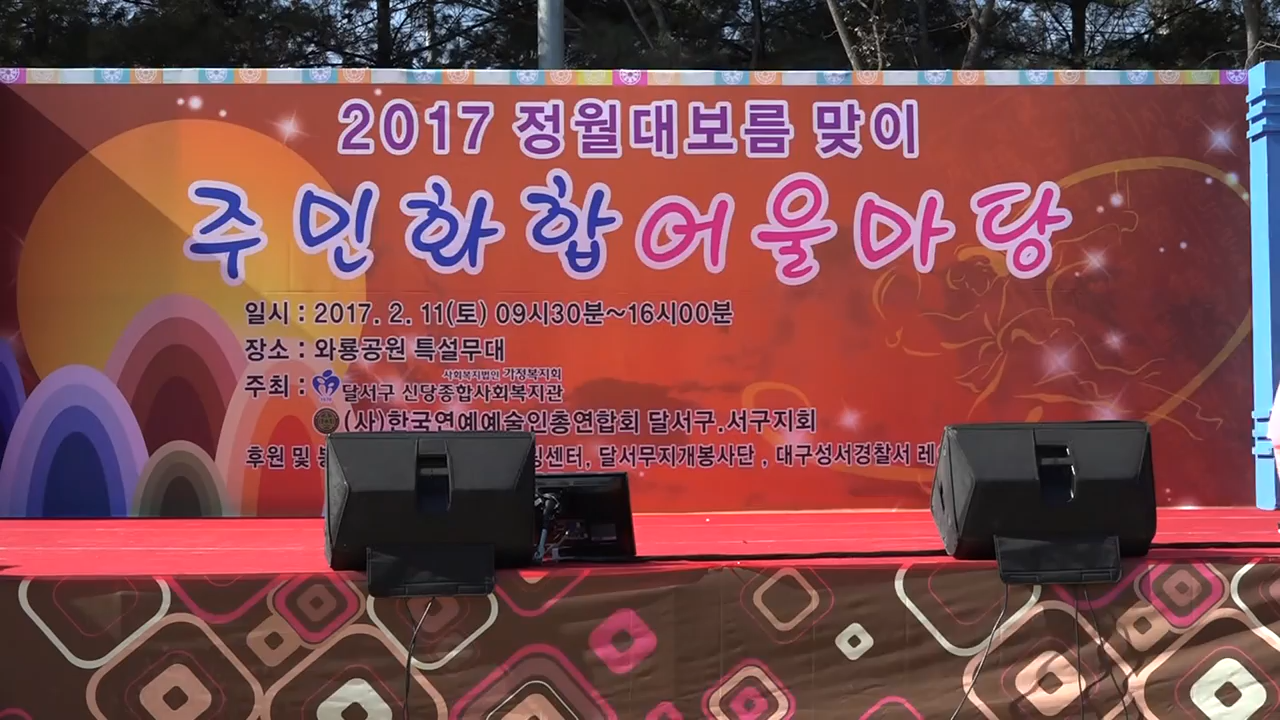 2017 정월대보름 맞이
주민화합어울마당
일시 : 2017. 2. 11(토) 09시30분~16시00분
장소 : 와룡공원 특설무대
사회복지법인 가정복지회
주최 : 달서구 신당종합사회복지관
(사)한국연예예술인총연합회 달서구.서구지회
후원 및 달서무지개봉사단 , 대구성서경찰서